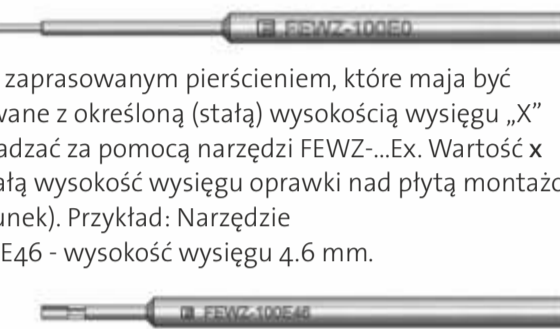 FEWZ-100E0
zaprasowanym pierścieniem, które maja być
wane z określoną (stałą) wysokością wysięgu „X”
adzać za pomocą narzędzi FEWZ-...Ex. Wartość x
ałą wysokość wysięgu oprawki nad płytą montażo
unek). Przykład: Narzędzie
E46 - wysokość wysięgu 4.6 mm.
FEWZ-100E46